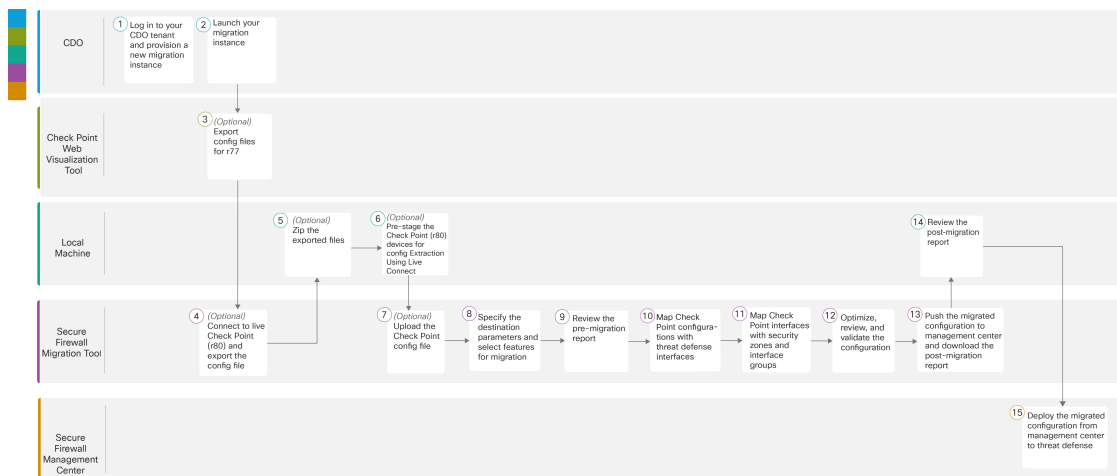 CDO
1
Log in to your
CDO tenant
and provision a
new migration
instance
2
Launch your
migration
instance
Check Point
Web
Visualization
Tool
3
(Optional)
Export
config files
for r77
Local
Machine
5
(Optional)
Zip the
exported files
6
(Optional)
Pre-stage the
Check Point (r80)
devices for
config Extraction
Using Live
Connect
14
Review the
post-migration
report
Secure
Firewall
Migration Tool
4
(Optional)
Connect to live
Check Point
(r80) and
export the
config file
7
(Optional)
Upload the
Check Point
config file
8
Specify the
destination
parameters and
select features
for migration
9
Review the
pre-migration
report
10
Map Check
Point configura-
tions with
threat defense
interfaces
11
Map Check
Point interfaces
with security
zones and
interface
groups
12
Optimize,
review, and
validate the
configuration
13
Push the migrated
configuration to
management center
and download the
post-migration
report
Secure
Firewall
Management
Center
15
Deploy the migrated
configuration from
management center
to threat defense